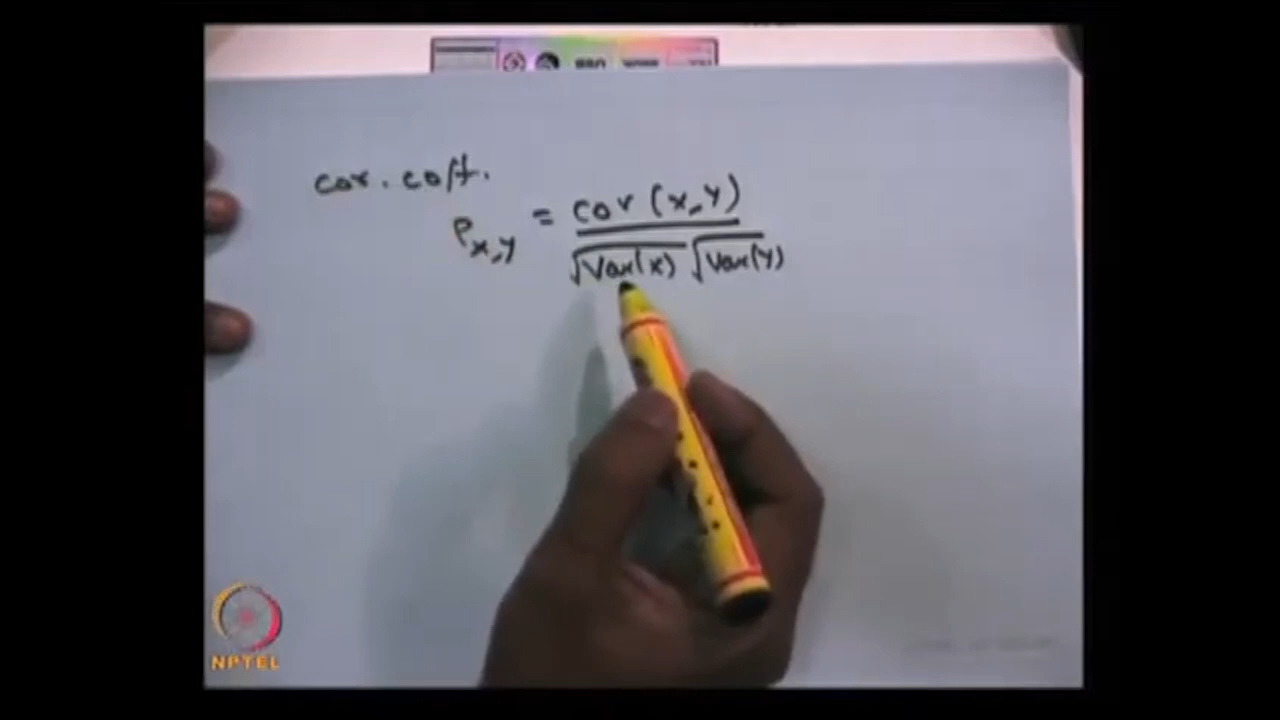 cor. coff.
ρx,y = cov (x,y)
√Var(x) √Var(y)
NPTEL